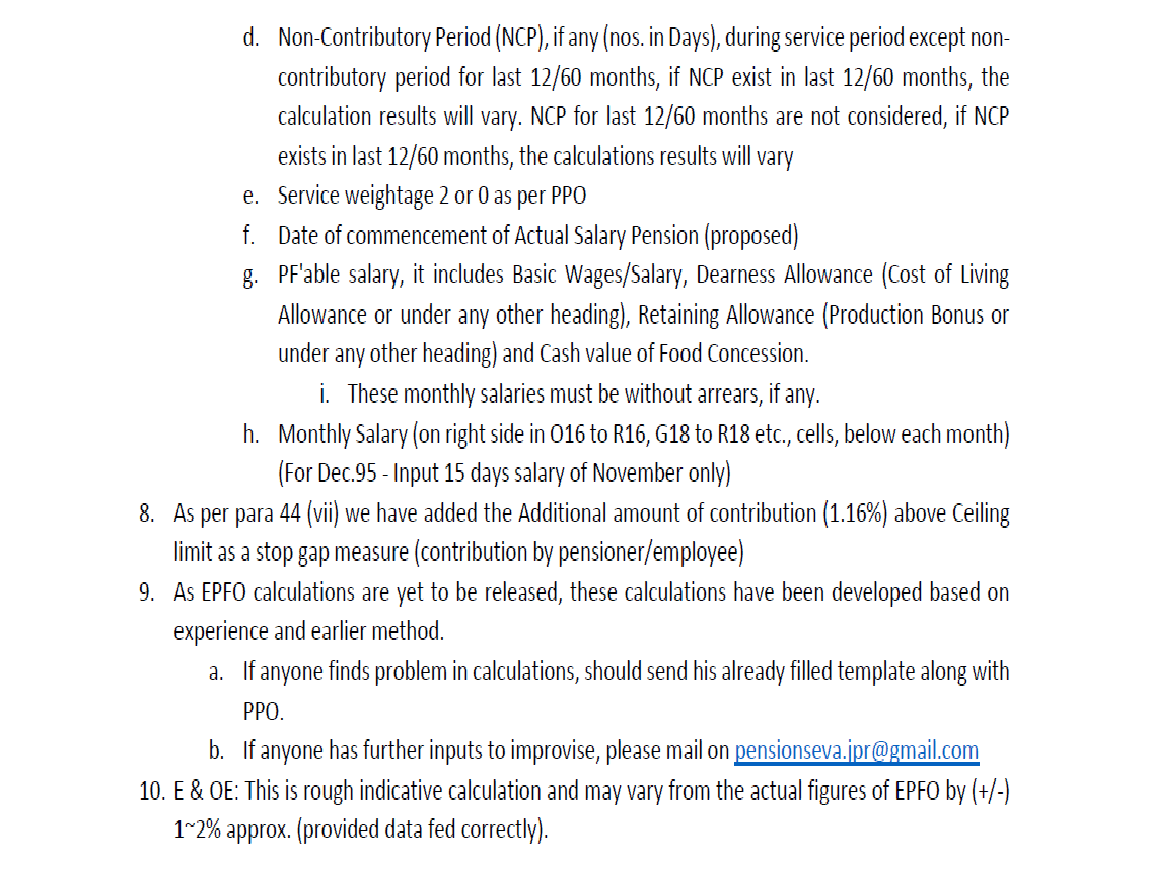 d. Non-Contributory Period (NCP), if any (nos. in Days), during service period except non-
contributory period for last 12/60 months, if NCP exist in last 12/60 months, the
calculation results will vary. NCP for last 12/60 months are not considered, if NCP
exists in last 12/60 months, the calculations results will vary
e. Service weightage 2 or 0 as per PPO
f. Date of commencement of Actual Salary Pension (proposed)
g. PF'able salary, it includes Basic Wages/Salary, Dearness Allowance (Cost of Living
Allowance or under any other heading), Retaining Allowance (Production Bonus or
under any other heading) and Cash value of Food Concession.
i. These monthly salaries must be without arrears, if any.
h. Monthly Salary (on right side in O16 to R16, G18 to R18 etc., cells, below each month)
(For Dec.95 - Input 15 days salary of November only)
8. As per para 44 (vii) we have added the Additional amount of contribution (1.16%) above Ceiling
limit as a stop gap measure (contribution by pensioner/employee)
9. As EPFO calculations are yet to be released, these calculations have been developed based on
experience and earlier method.
a. If anyone finds problem in calculations, should send his already filled template along with
PPO.
b. If anyone has further inputs to improvise, please mail on pensionseva.jpr@gmail.com
10. E & OE: This is rough indicative calculation and may vary from the actual figures of EPFO by (+/-)
1~2% approx. (provided data fed correctly).